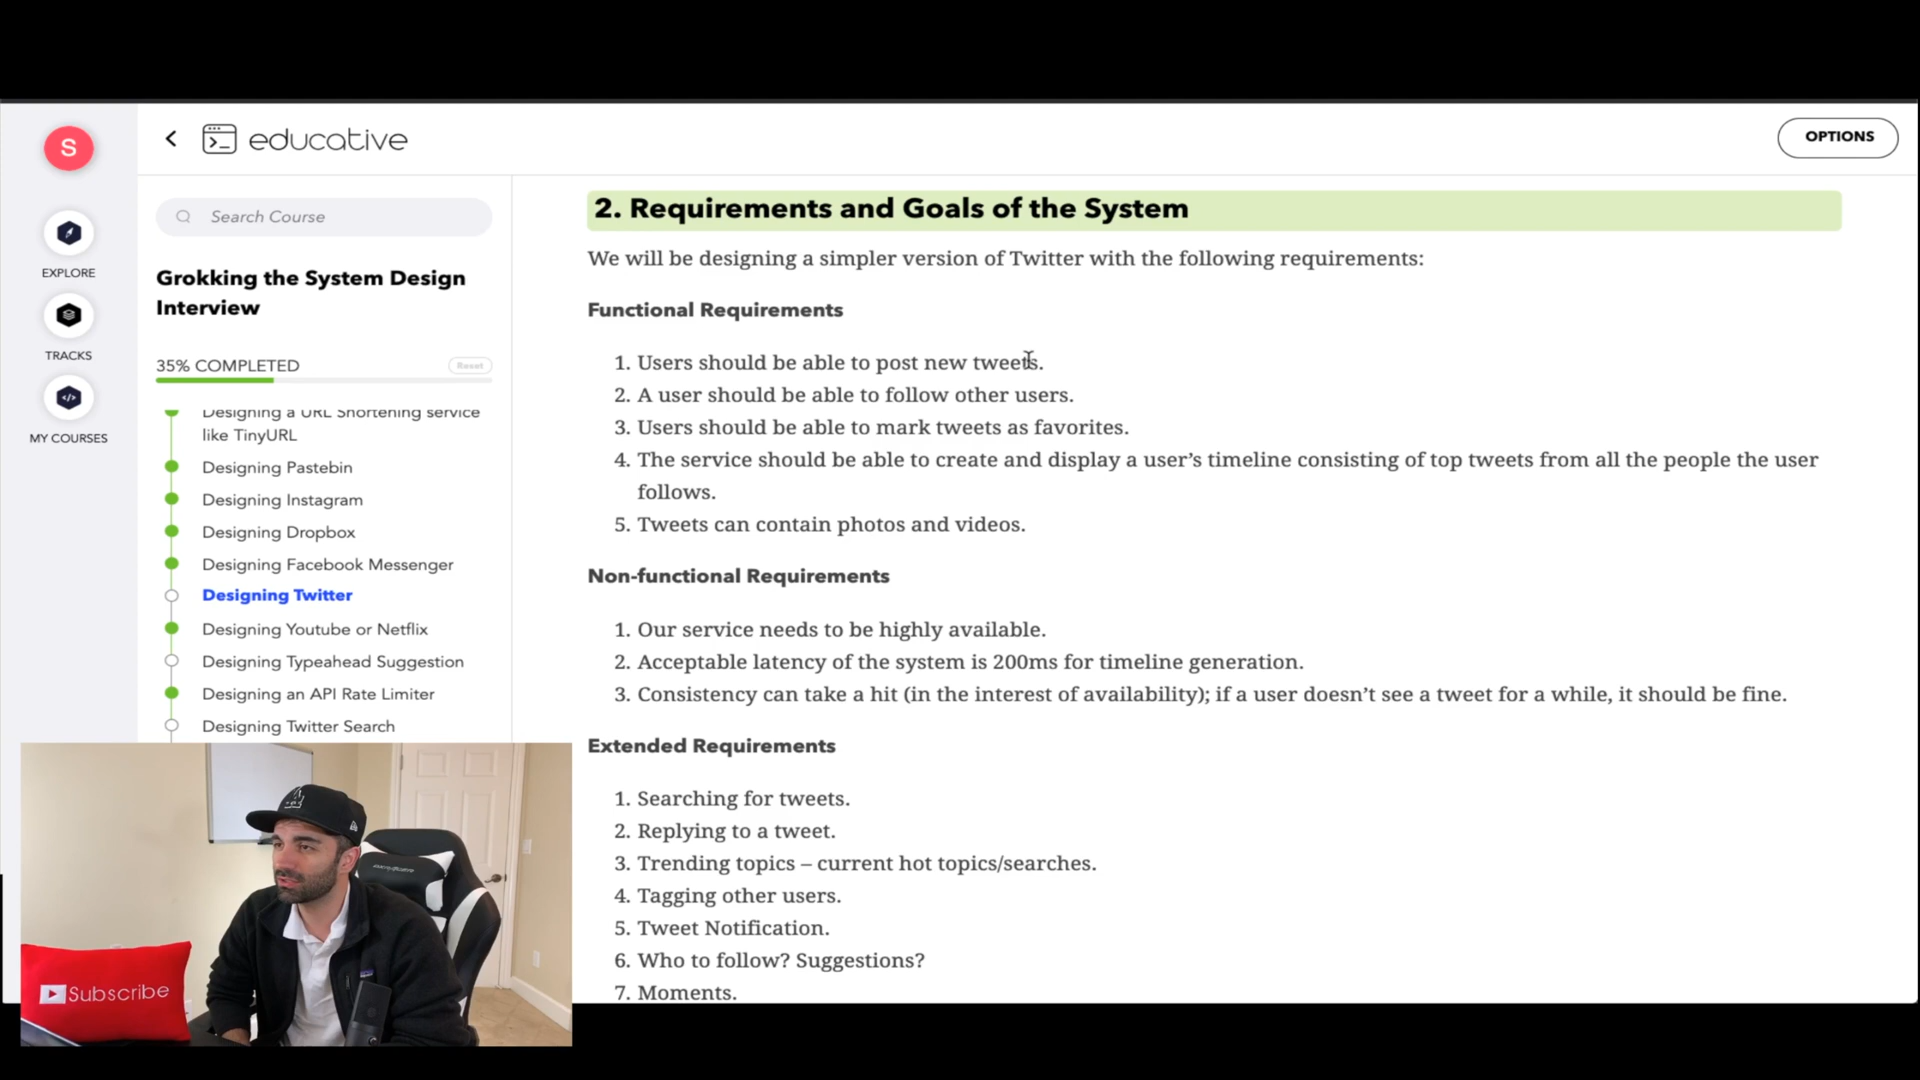 S
educative
OPTIONS
EXPLORE
TRACKS
MY COURSES
Search Course
Grokking the System Design
Interview
35% COMPLETED
Reset
Designing a URL Shortening service
like TinyURL
Designing Pastebin
Designing Instagram
Designing Dropbox
Designing Facebook Messenger
Designing Twitter
Designing Youtube or Netflix
Designing Typeahead Suggestion
Designing an API Rate Limiter
Designing Twitter Search
2. Requirements and Goals of the System
We will be designing a simpler version of Twitter with the following requirements:
Functional Requirements
1. Users should be able to post new tweets.
2. A user should be able to follow other users.
3. Users should be able to mark tweets as favorites.
4. The service should be able to create and display a user’s timeline consisting of top tweets from all the people the user
follows.
5. Tweets can contain photos and videos.
Non-functional Requirements
1. Our service needs to be highly available.
2. Acceptable latency of the system is 200ms for timeline generation.
3. Consistency can take a hit (in the interest of availability); if a user doesn’t see a tweet for a while, it should be fine.
Extended Requirements
1. Searching for tweets.
2. Replying to a tweet.
3. Trending topics – current hot topics/searches.
4. Tagging other users.
5. Tweet Notification.
6. Who to follow? Suggestions?
7. Moments.
Subscribe